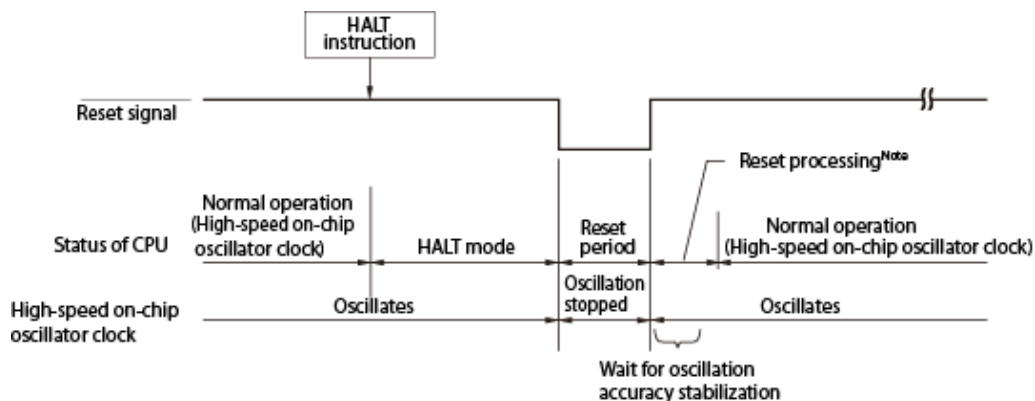 HALT
instruction
Reset signal
Reset processingNote
Normal operation
(High-speed on-chip
oscillator clock)
Status of CPU
HALT mode
Reset
period
Normal operation
(High-speed on-chip oscillator clock)
High-speed on-chip
oscillator clock
Oscillates
Oscillation
stopped
Oscillates
Wait for oscillation
accuracy stabilization